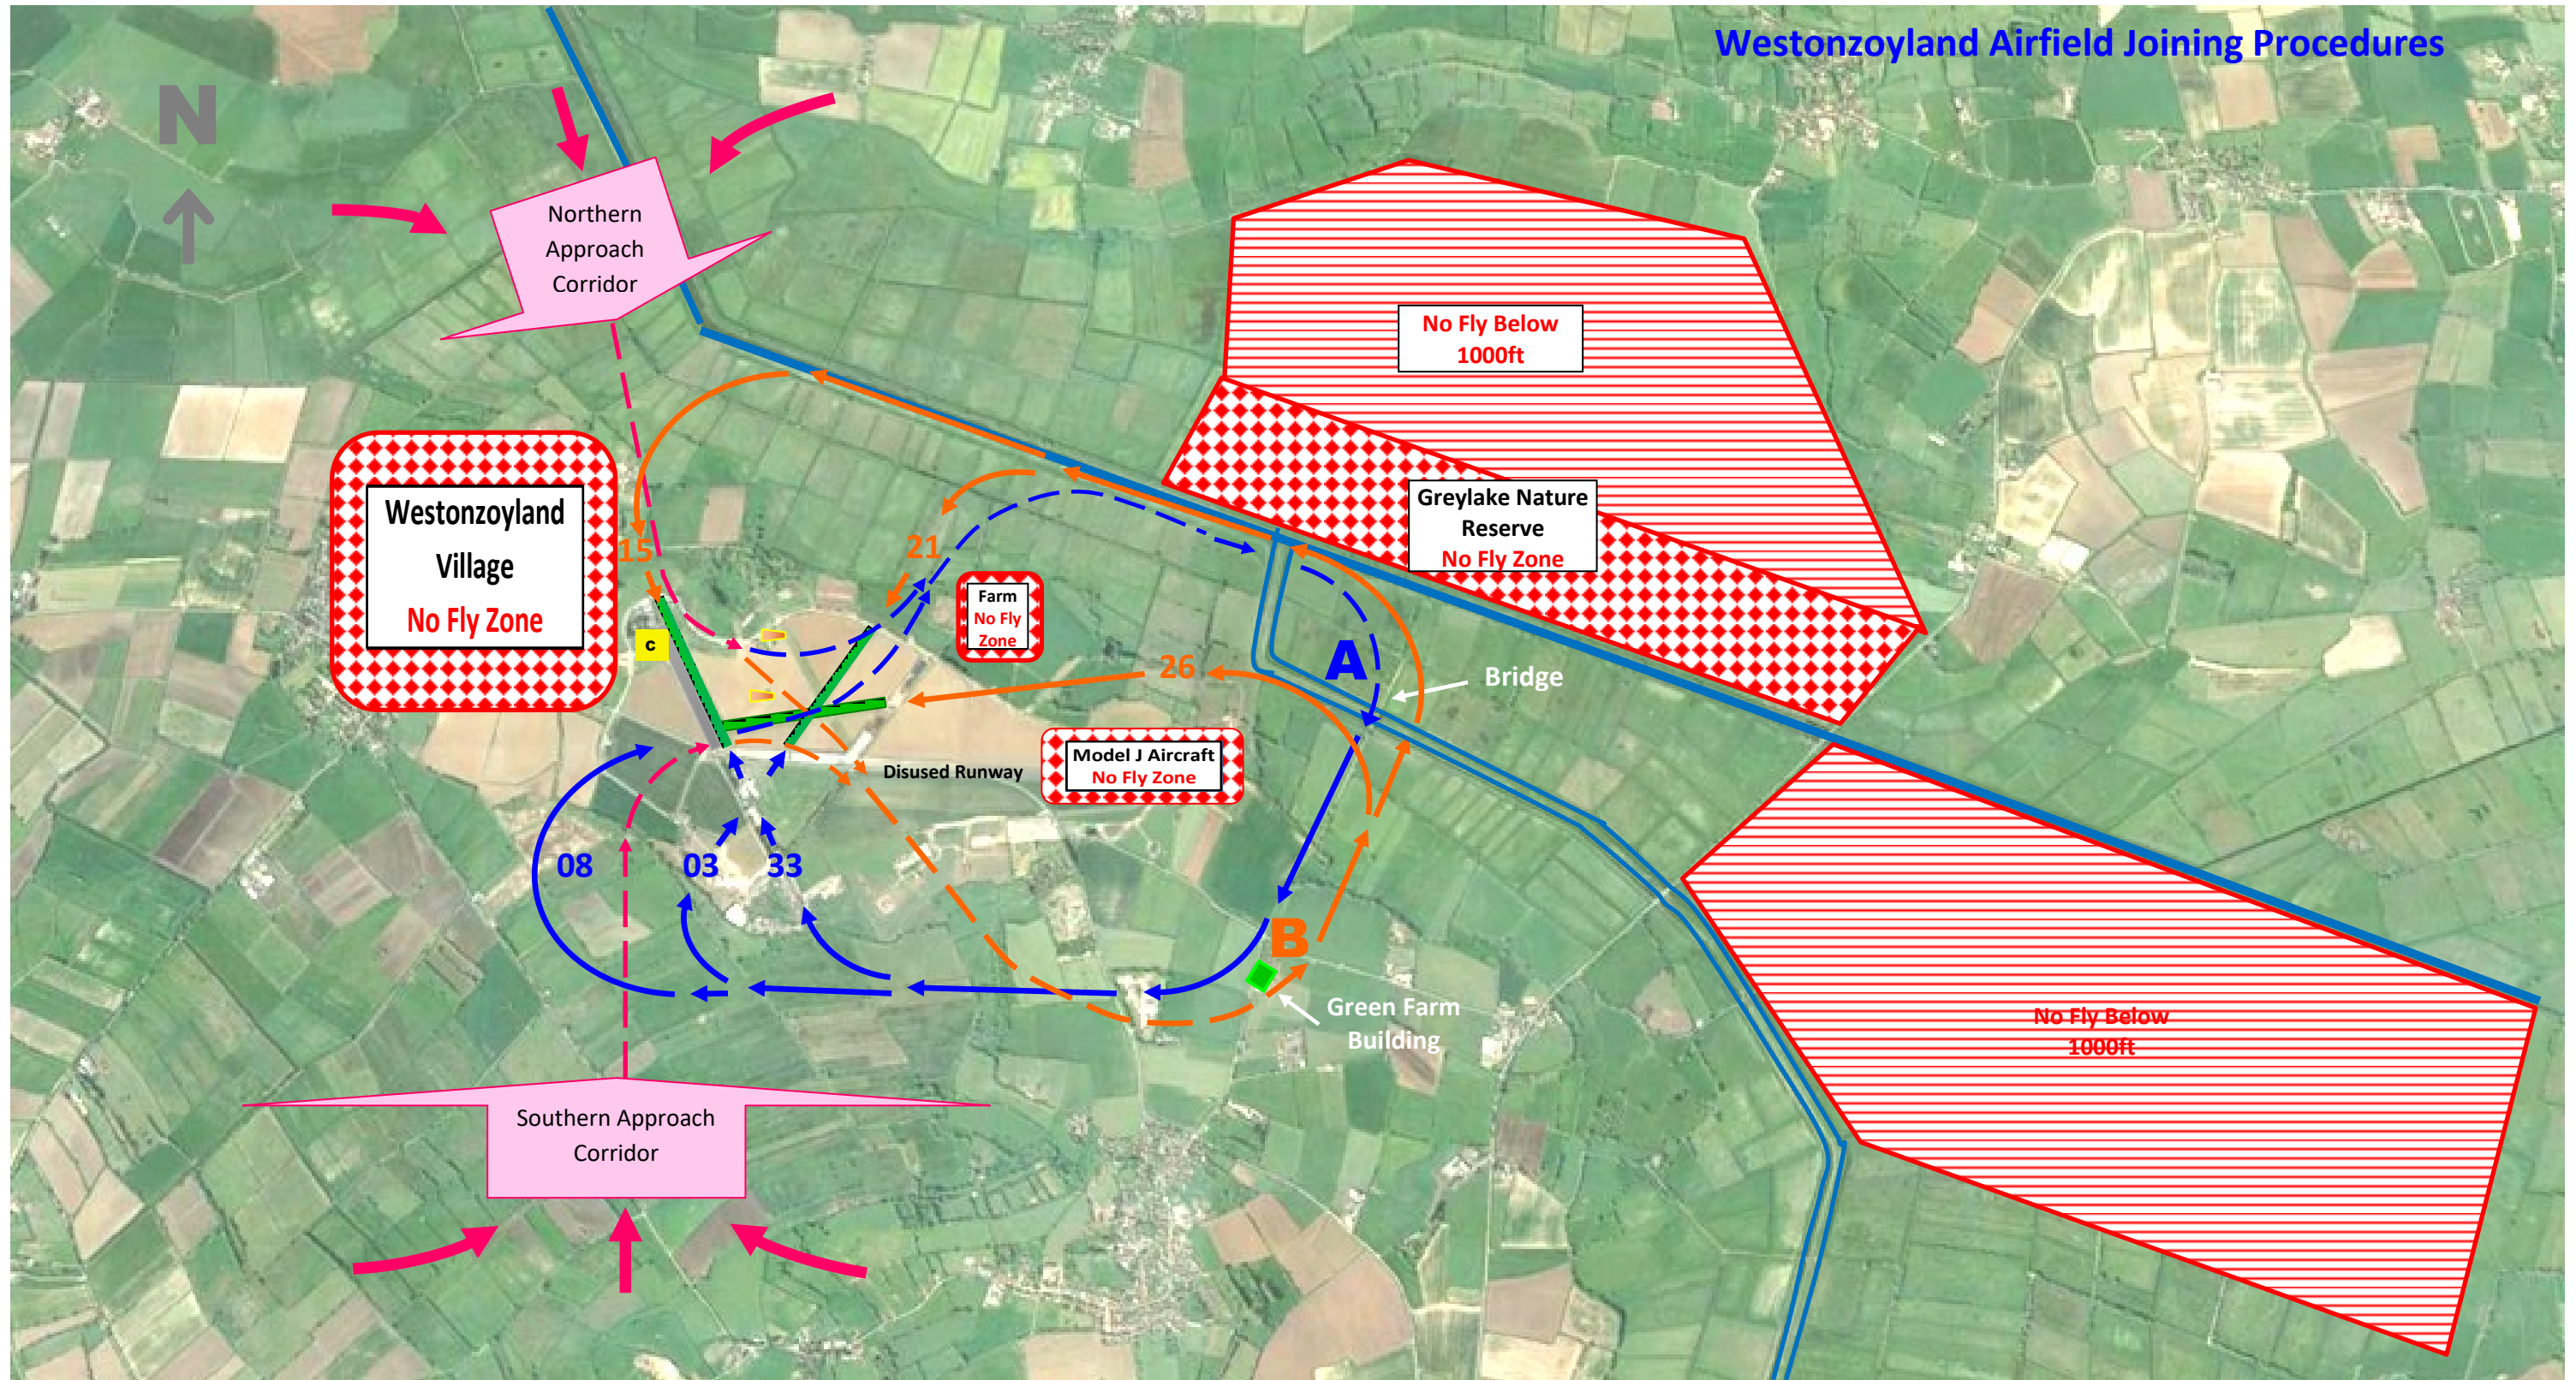 Westonzoyland Airfield Joining Procedures
N
Northern
Approach
Corridor
No Fly Below
1000ft
Westonzoyland
Village
No Fly Zone
Greylake Nature
Reserve
No Fly Zone
15
21
Farm
No Fly
Zone
c
26
A
Bridge
Model J Aircraft
No Fly Zone
Disused Runway
08
03
33
B
Green Farm
Building
No Fly Below
1000ft
Southern Approach
Corridor